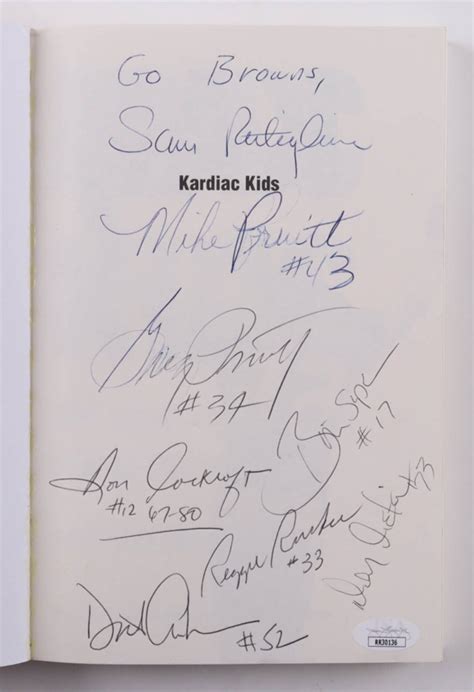 Go Browns,
Sam Rutigliano
Kardiac Kids
Mike Pruitt
#43
Greg Pruitt
#34
Brian Sipe
#17
Don Cockroft
#12 67-80
Reggie Rucker
#33
Dick Ambrose
#52
RR30136